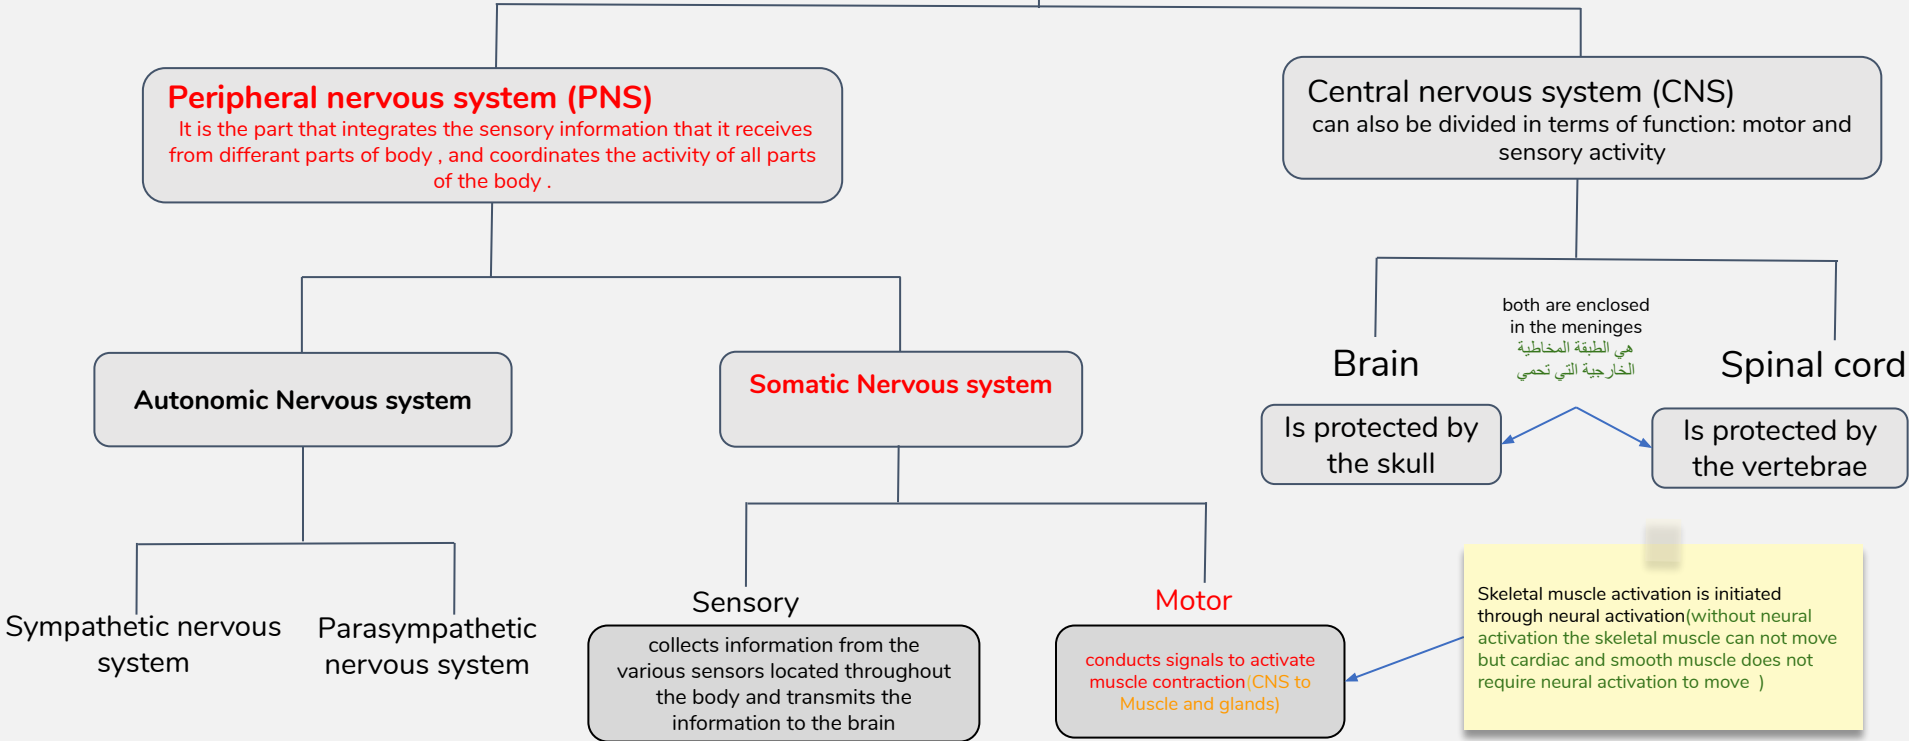 Peripheral nervous system (PNS)
It is the part that integrates the sensory information that it receives
from differant parts of body , and coordinates the activity of all parts
of the body .
Central nervous system (CNS)
can also be divided in terms of function: motor and
sensory activity
Autonomic Nervous system
Somatic Nervous system
Brain
both are enclosed
in the meninges
هي الطبقة المخاطية
الخارجية التي تحمي
Spinal cord
Is protected by
the skull
Is protected by
the vertebrae
Sympathetic nervous
system
Parasympathetic
nervous system
Sensory
collects information from the
various sensors located throughout
the body and transmits the
information to the brain
Motor
conducts signals to activate
muscle contraction(CNS to
Muscle and glands)
Skeletal muscle activation is initiated
through neural activation(without neural
activation the skeletal muscle can not move
but cardiac and smooth muscle does not
require neural activation to move )